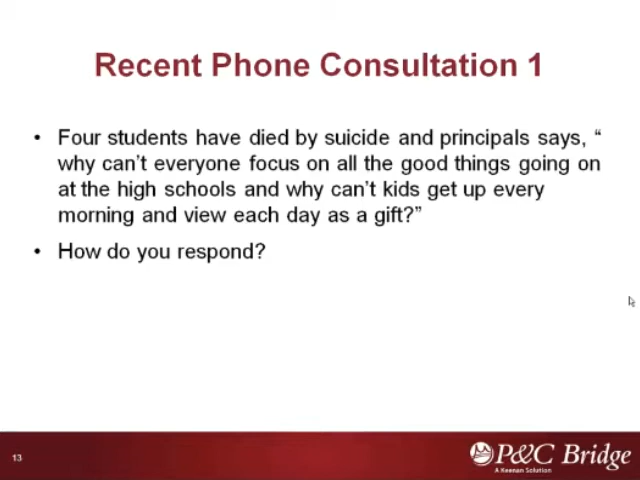 Recent Phone Consultation 1
• Four students have died by suicide and principals says, “
why can’t everyone focus on all the good things going on
at the high schools and why can’t kids get up every
morning and view each day as a gift?”
• How do you respond?
13
P&C Bridge
A Keenan Solution